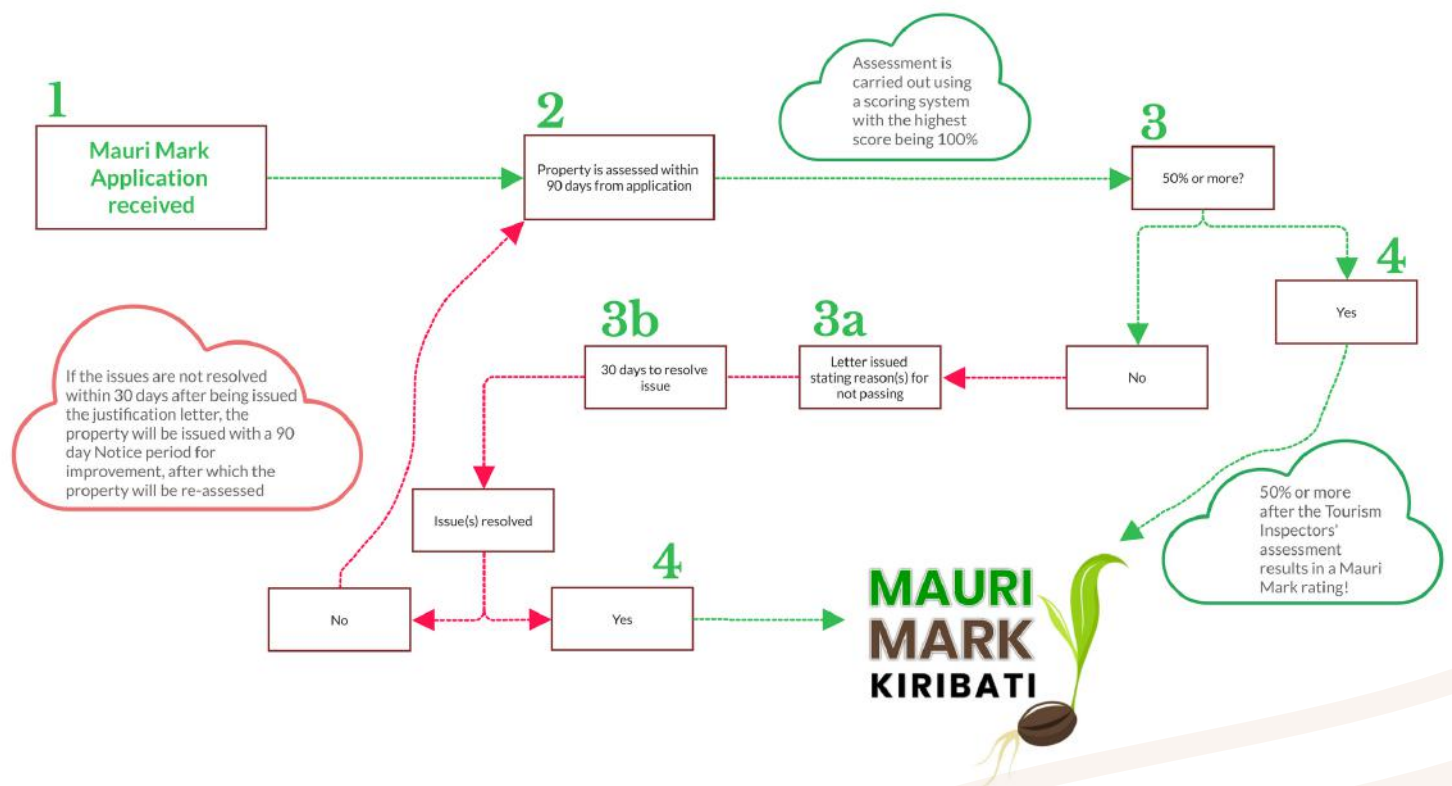 1
Mauri Mark
Application
received
2
Property is assessed within
90 days from application
Assessment is
carried out using
a scoring system
with the highest
score being 100%
3
50% or more?
4
Yes
No
3a
Letter issued
stating reason(s) for
not passing
3b
30 days to resolve
issue
If the issues are not resolved
within 30 days after being issued
the justification letter, the
property will be issued with a 90
day Notice period for
improvement, after which the
property will be re-assessed
Issue(s) resolved
No
4
Yes
50% or more
after the Tourism
Inspectors'
assessment
results in a Mauri
Mark rating!
MAURI
MARK
KIRIBATI